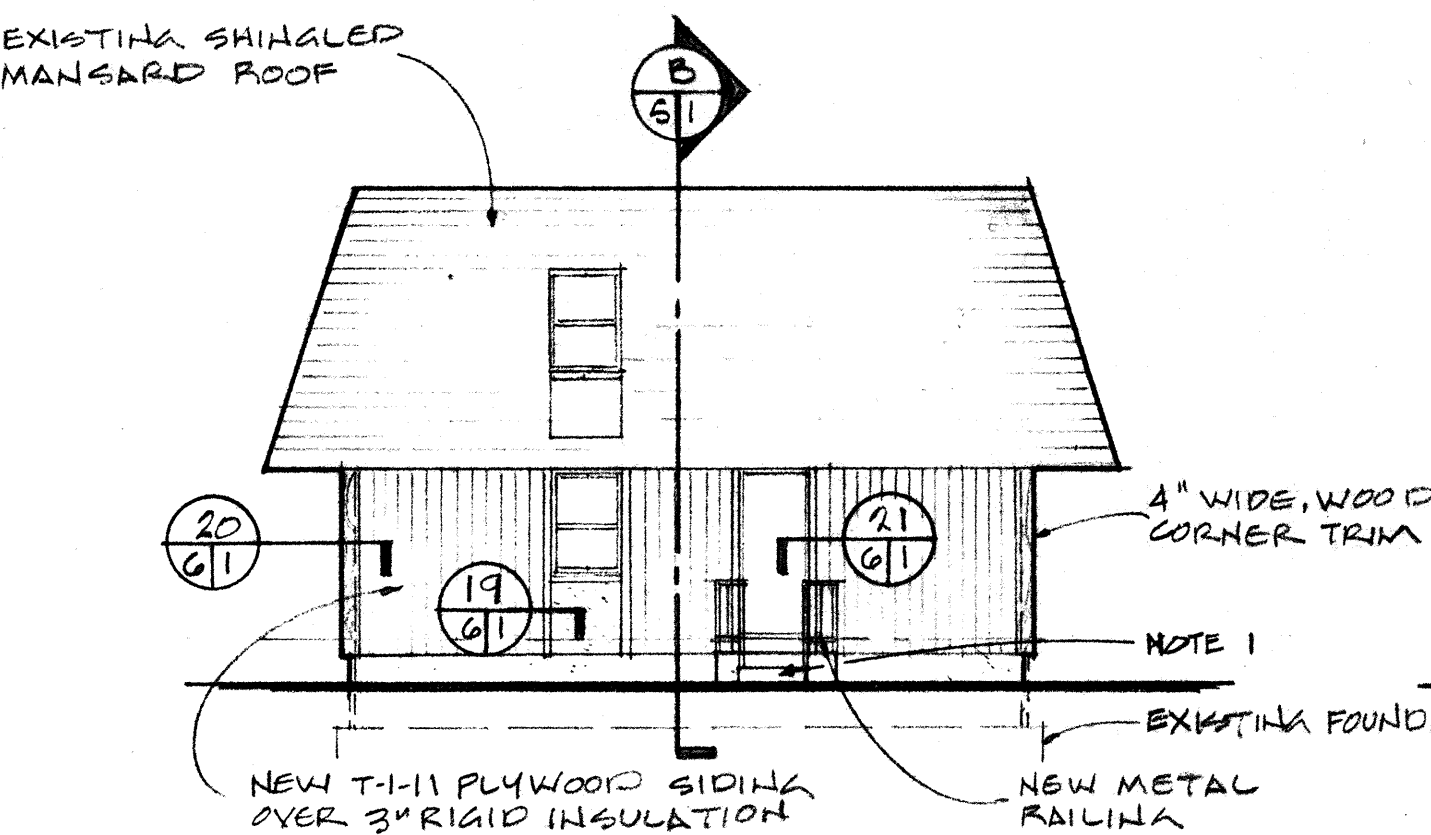 EXISTING SHINGLED
MANSARD ROOF
B
5 1
20
6 1
19
6 1
21
6 1
4" WIDE, WOOD
CORNER TRIM
NOTE 1
EXISTING FOUND.
NEW T-1-11 PLYWOOD SIDING
OVER 3" RIGID INSULATION
NEW METAL
RAILING